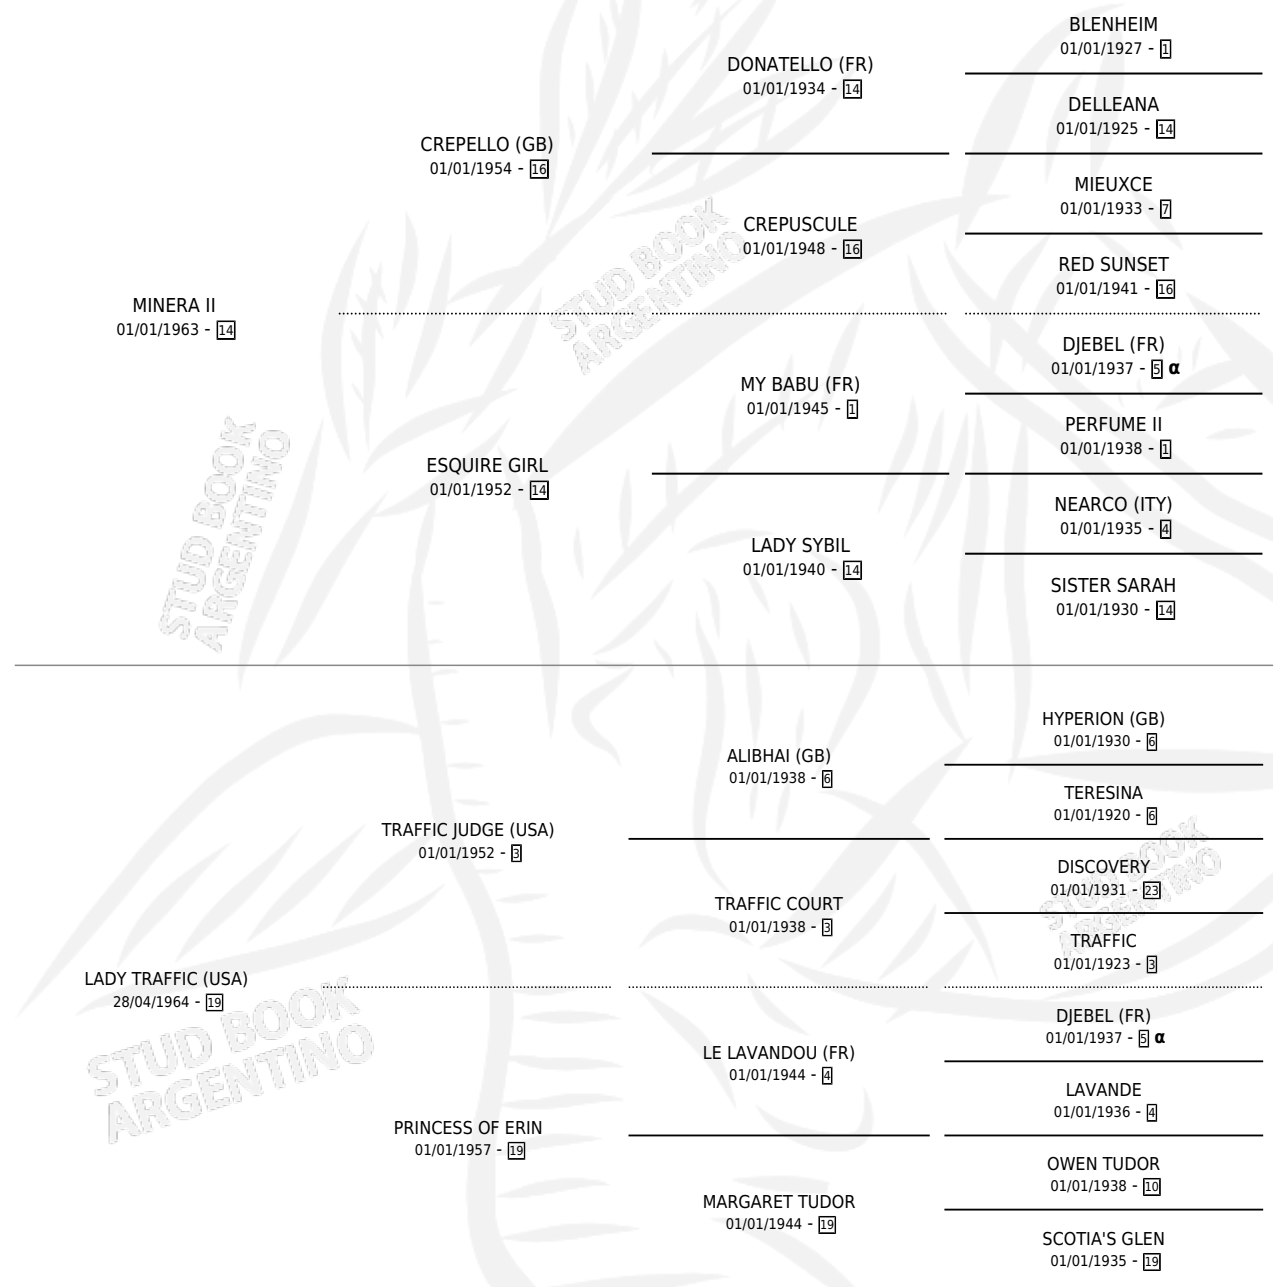 BLENHEIM
01/01/1927 - 1
DONATELLO (FR)
01/01/1934 - 14
DELLEANA
01/01/1925 - 14
CREPELLO (GB)
01/01/1954 - 16
MIEUXCE
01/01/1933 - 7
CREPUSCULE
01/01/1948 - 16
RED SUNSET
01/01/1941 - 16
MINERA II
01/01/1963 - 14
DJEBEL (FR)
01/01/1937 - 5 α
MY BABU (FR)
01/01/1945 - 1
PERFUME II
01/01/1938 - 1
ESQUIRE GIRL
01/01/1952 - 14
NEARCO (ITY)
01/01/1935 - 4
LADY SYBIL
01/01/1940 - 14
SISTER SARAH
01/01/1930 - 14
HYPERION (GB)
01/01/1930 - 6
ALIBHAI (GB)
01/01/1938 - 6
TERESINA
01/01/1920 - 6
TRAFFIC JUDGE (USA)
01/01/1952 - 3
DISCOVERY
01/01/1931 - 23
TRAFFIC COURT
01/01/1938 - 3
TRAFFIC
01/01/1923 - 3
LADY TRAFFIC (USA)
28/04/1964 - 19
DJEBEL (FR)
01/01/1937 - 5 α
LE LAVANDOU (FR)
01/01/1944 - 4
LAVANDE
01/01/1936 - 4
PRINCESS OF ERIN
01/01/1957 - 19
OWEN TUDOR
01/01/1938 - 10
MARGARET TUDOR
01/01/1944 - 19
SCOTIA'S GLEN
01/01/1935 - 19
STUD BOOK
ARGENTINO
STUD BOOK
ARGENTINO
STUD BOOK
ARGENTINO
STUD BOOK
ARGENTINO